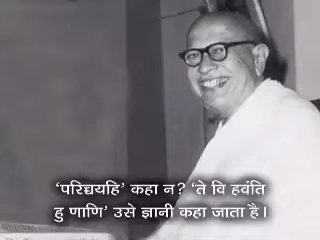 ‘परिच्चयहि’ कहा न? ‘ते वि हवंति
हु णाणि’ उसे ज्ञानी कहा जाता है।